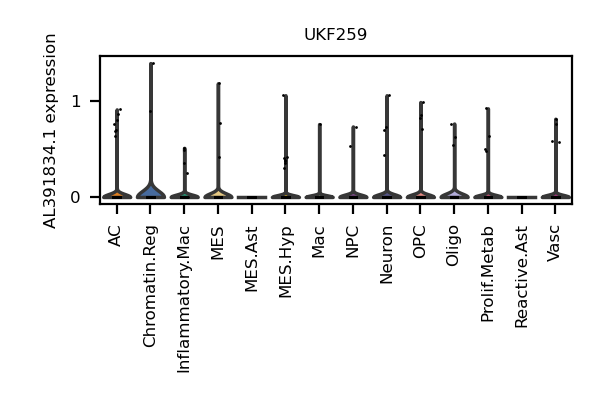 UKF259
AL391834.1 expression
1
0
AC
Chromatin.Reg
Inflammatory.Mac
MES
MES.Ast
MES.Hyp
Mac
NPC
Neuron
OPC
Oligo
Prolif.Metab
Reactive.Ast
Vasc